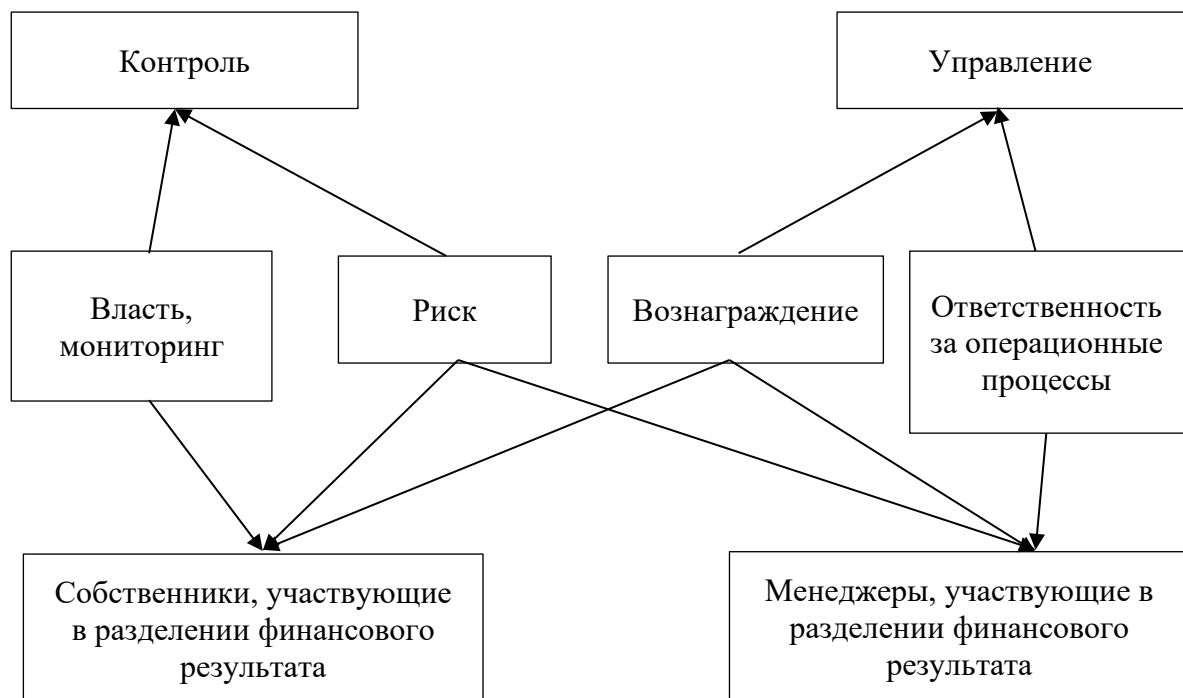 Контроль
Управление
Власть,
мониторинг
Риск
Вознаграждение
Ответственность
за операционные
процессы
Собственники, участвующие
в разделении финансового
результата
Менеджеры, участвующие в
разделении финансового
результата